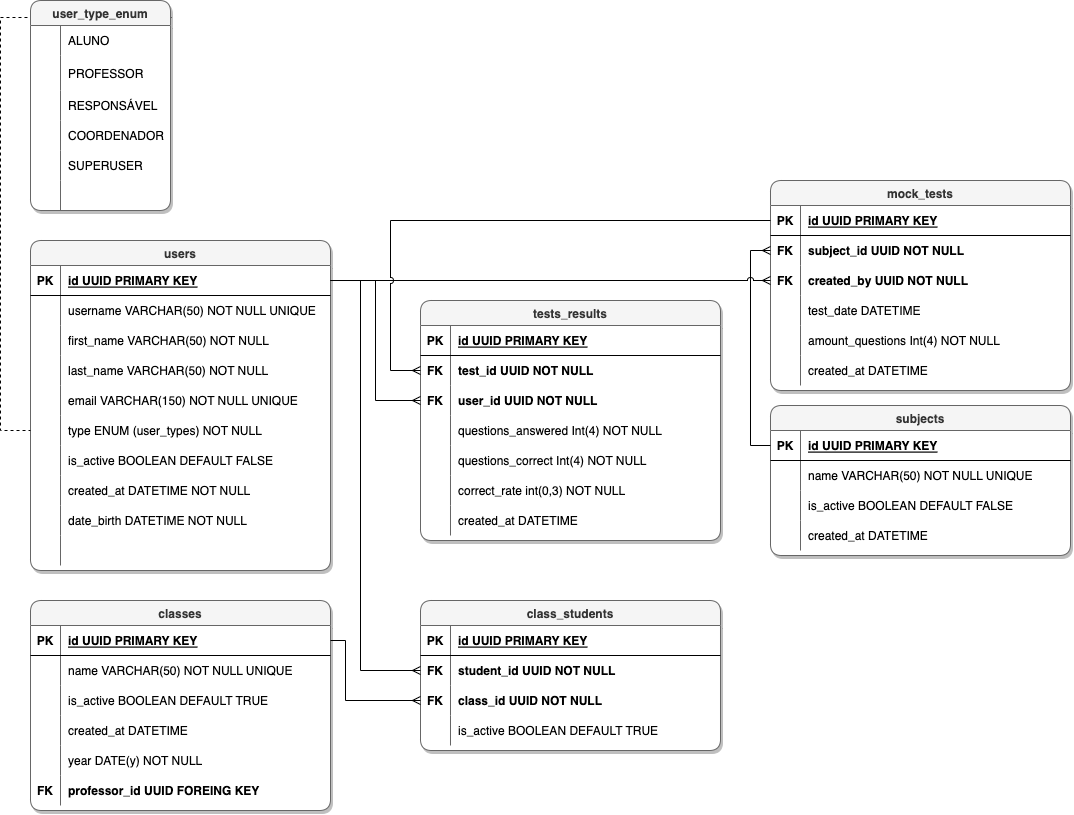 user_type_enum
ALUNO
PROFESSOR
RESPONSÁVEL
COORDENADOR
SUPERUSER
users
PK id UUID PRIMARY KEY
username VARCHAR(50) NOT NULL UNIQUE
first_name VARCHAR(50) NOT NULL
last_name VARCHAR(50) NOT NULL
email VARCHAR(150) NOT NULL UNIQUE
type ENUM (user_types) NOT NULL
is_active BOOLEAN DEFAULT FALSE
created_at DATETIME NOT NULL
date_birth DATETIME NOT NULL
tests_results
PK id UUID PRIMARY KEY
FK test_id UUID NOT NULL
FK user_id UUID NOT NULL
questions_answered Int(4) NOT NULL
questions_correct Int(4) NOT NULL
correct_rate int(0,3) NOT NULL
created_at DATETIME
mock_tests
PK id UUID PRIMARY KEY
FK subject_id UUID NOT NULL
FK created_by UUID NOT NULL
test_date DATETIME
amount_questions Int(4) NOT NULL
created_at DATETIME
subjects
PK id UUID PRIMARY KEY
name VARCHAR(50) NOT NULL UNIQUE
is_active BOOLEAN DEFAULT FALSE
created_at DATETIME
classes
PK id UUID PRIMARY KEY
name VARCHAR(50) NOT NULL UNIQUE
is_active BOOLEAN DEFAULT TRUE
created_at DATETIME
year DATE(y) NOT NULL
FK professor_id UUID FOREING KEY
class_students
PK id UUID PRIMARY KEY
FK student_id UUID NOT NULL
FK class_id UUID NOT NULL
is_active BOOLEAN DEFAULT TRUE